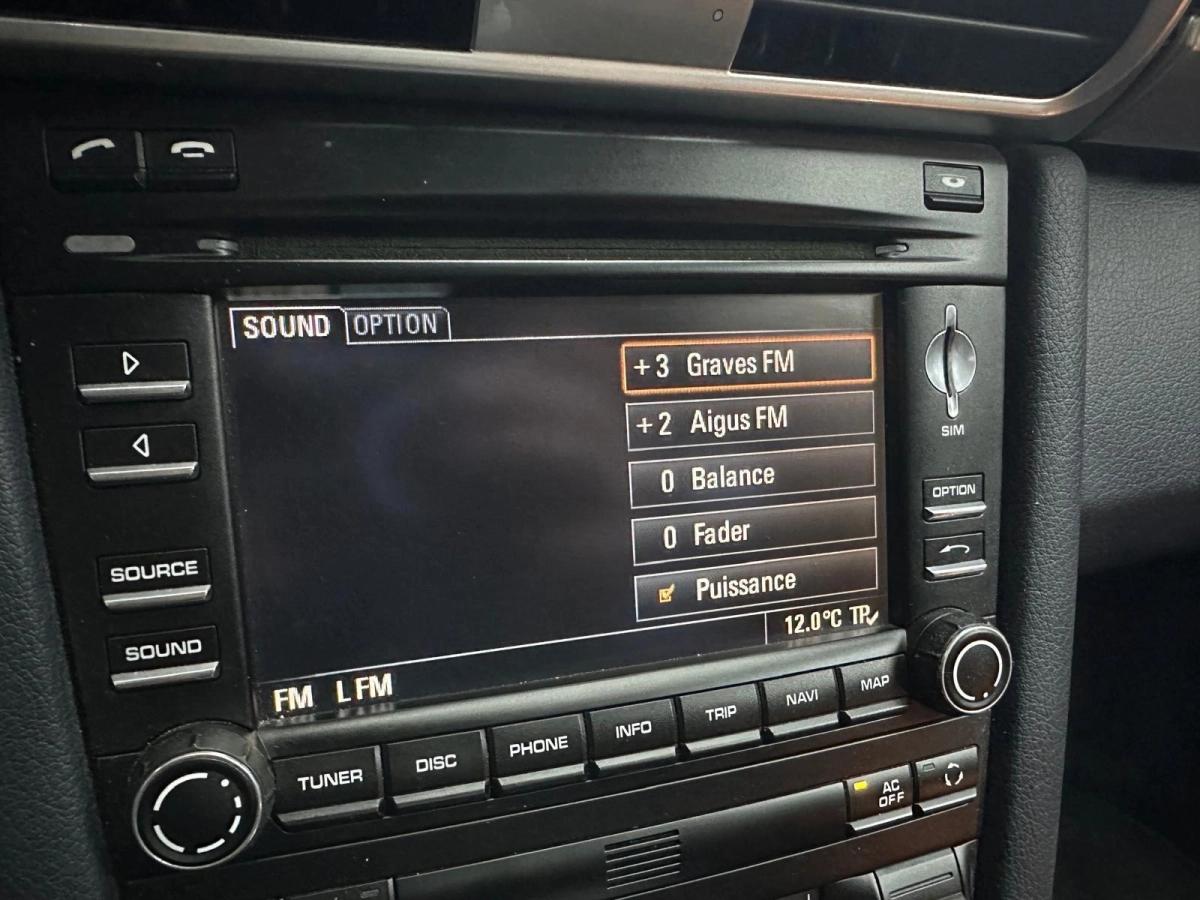 SOUND OPTION
+3 Graves FM
+2 Aigus FM
0 Balance
0 Fader
Puissance
12.0°C TP
FM L FM
SIM
OPTION
SOURCE
SOUND
TUNER DISC PHONE INFO TRIP NAVI MAP
AC
OFF